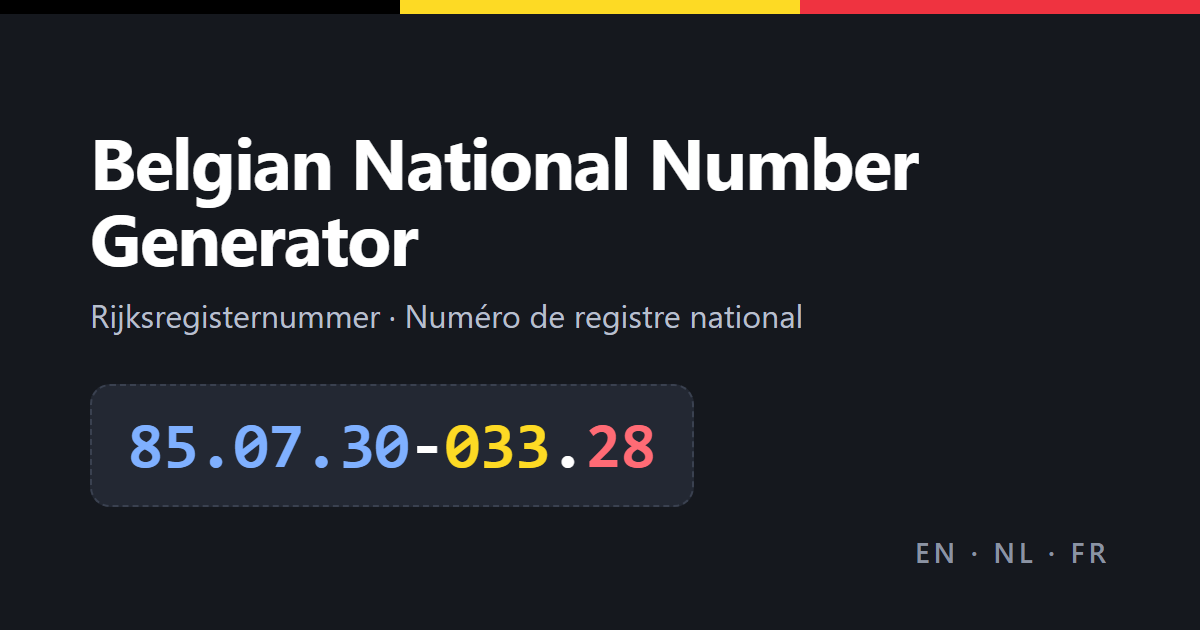 Belgian National Number
Generator
Rijksregisternummer · Numéro de registre national
85.07.30-033.28
EN · NL · FR